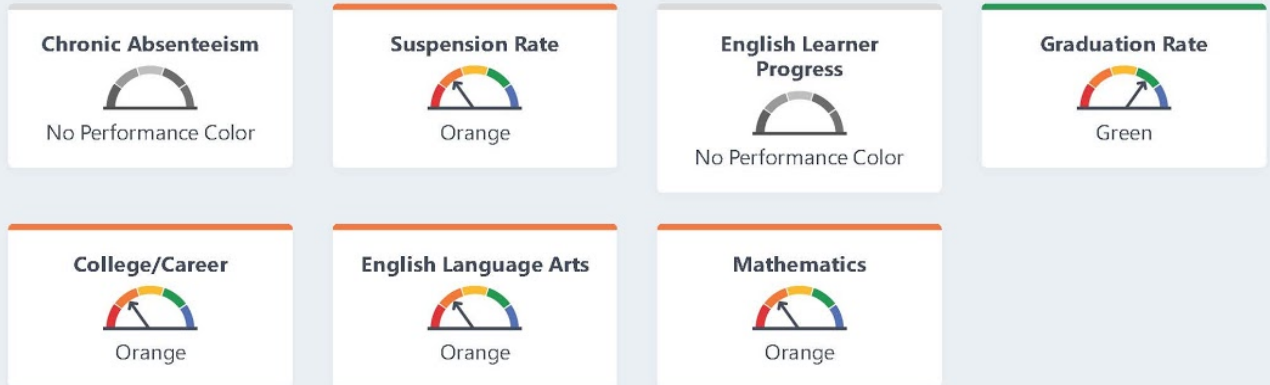 Chronic Absenteeism
No Performance Color
Suspension Rate
Orange
English Learner
Progress
No Performance Color
Graduation Rate
Green
College/Career
Orange
English Language Arts
Orange
Mathematics
Orange